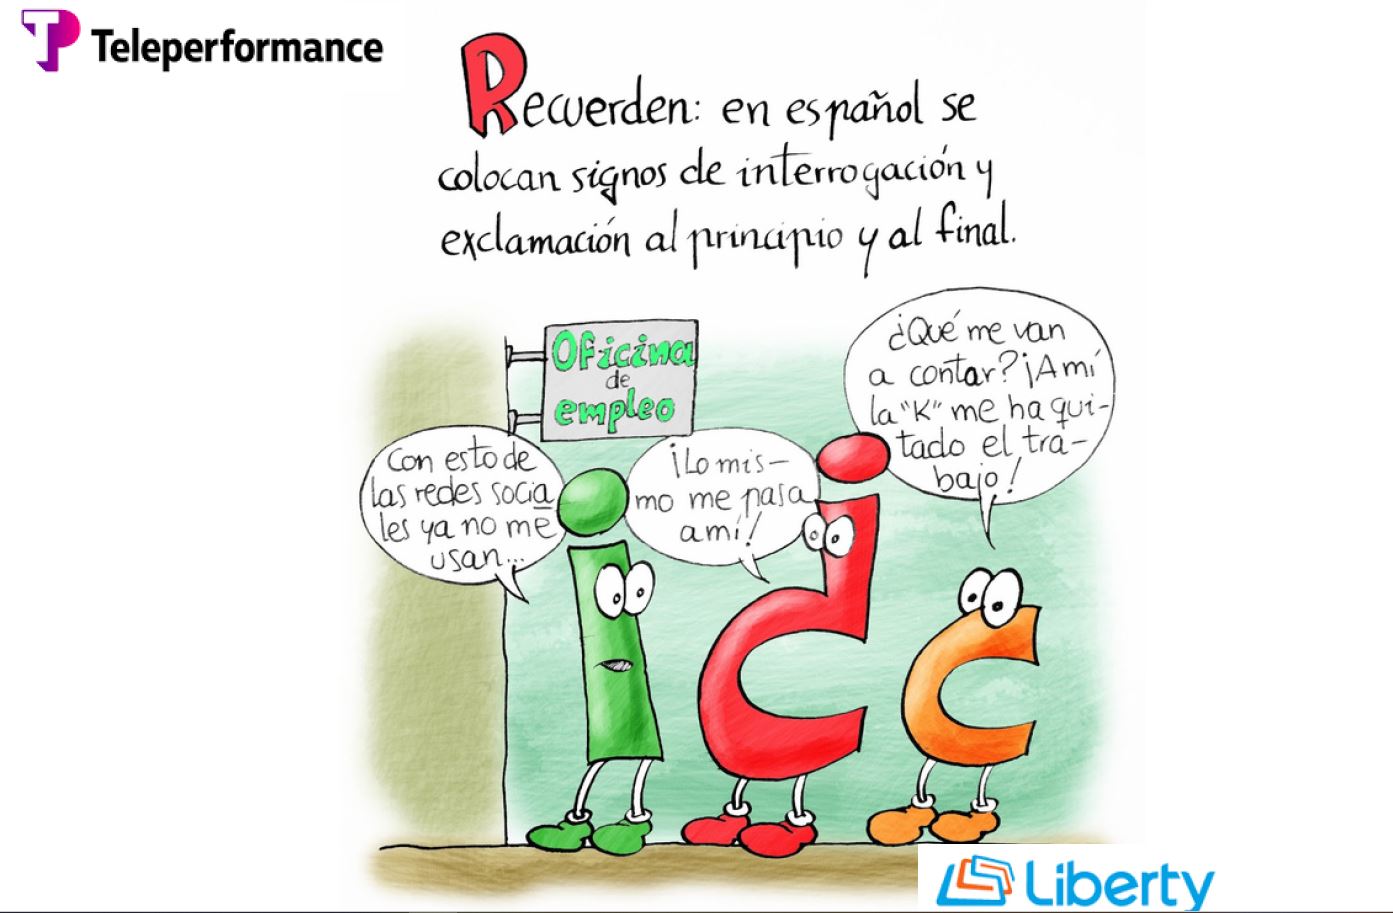 Teleperformance
Recuerden: en español se
colocan signos de interrogación y
exclamación al principio y al final.
Oficina
de
empleo
Con esto de
las redes socia
les ya no me
usan...
¡Lo mis-
mo me pasa
a mí!
¿Qué me van
a contar? ¡A mí
la "K" me ha qui-
tado el tra-
bajo!
Liberty